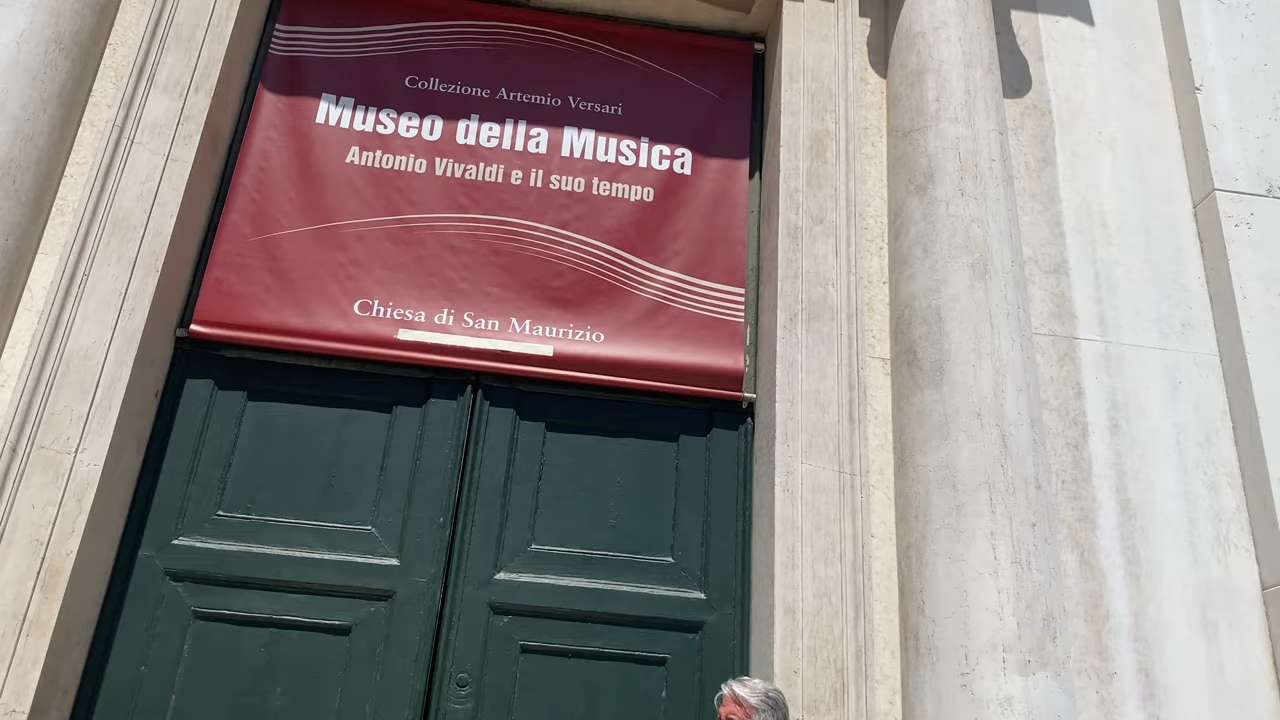 Collezione Artemio Versari
Museo della Musica
Antonio Vivaldi e il suo tempo
Chiesa di San Maurizio